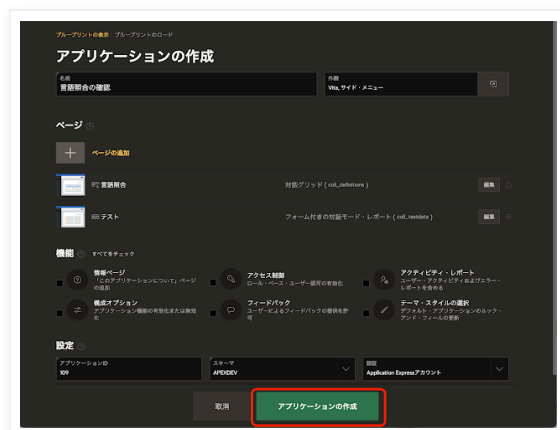 ブループリントの表示 ブループリントのロード
アプリケーションの作成
名前
言語照合の確認
外観
Vita, サイド・メニュー
ページ
ページの追加
言語照合
対話グリッド ( coll_definitions )
編集
テスト
フォーム付きの対話モード・レポート ( coll_testdata )
編集
機能 すべてをチェック
情報ページ
「このアプリケーションについて」ページの追加
アクセス制御
ロール・ベース・ユーザー認可の有効化
アクティビティ・レポート
ユーザー・アクティビティおよびエラー・
レポートを含める
構成オプション
アプリケーション機能の有効化または無効
化
フィードバック
ユーザーによるフィードバックの提供を許
可
テーマ・スタイルの選択
デフォルト・アプリケーションのルック・
アンド・フィールの更新
設定
アプリケーションID
109
スキーマ
APEXDEV
認証
Application Expressアカウント
取消
アプリケーションの作成